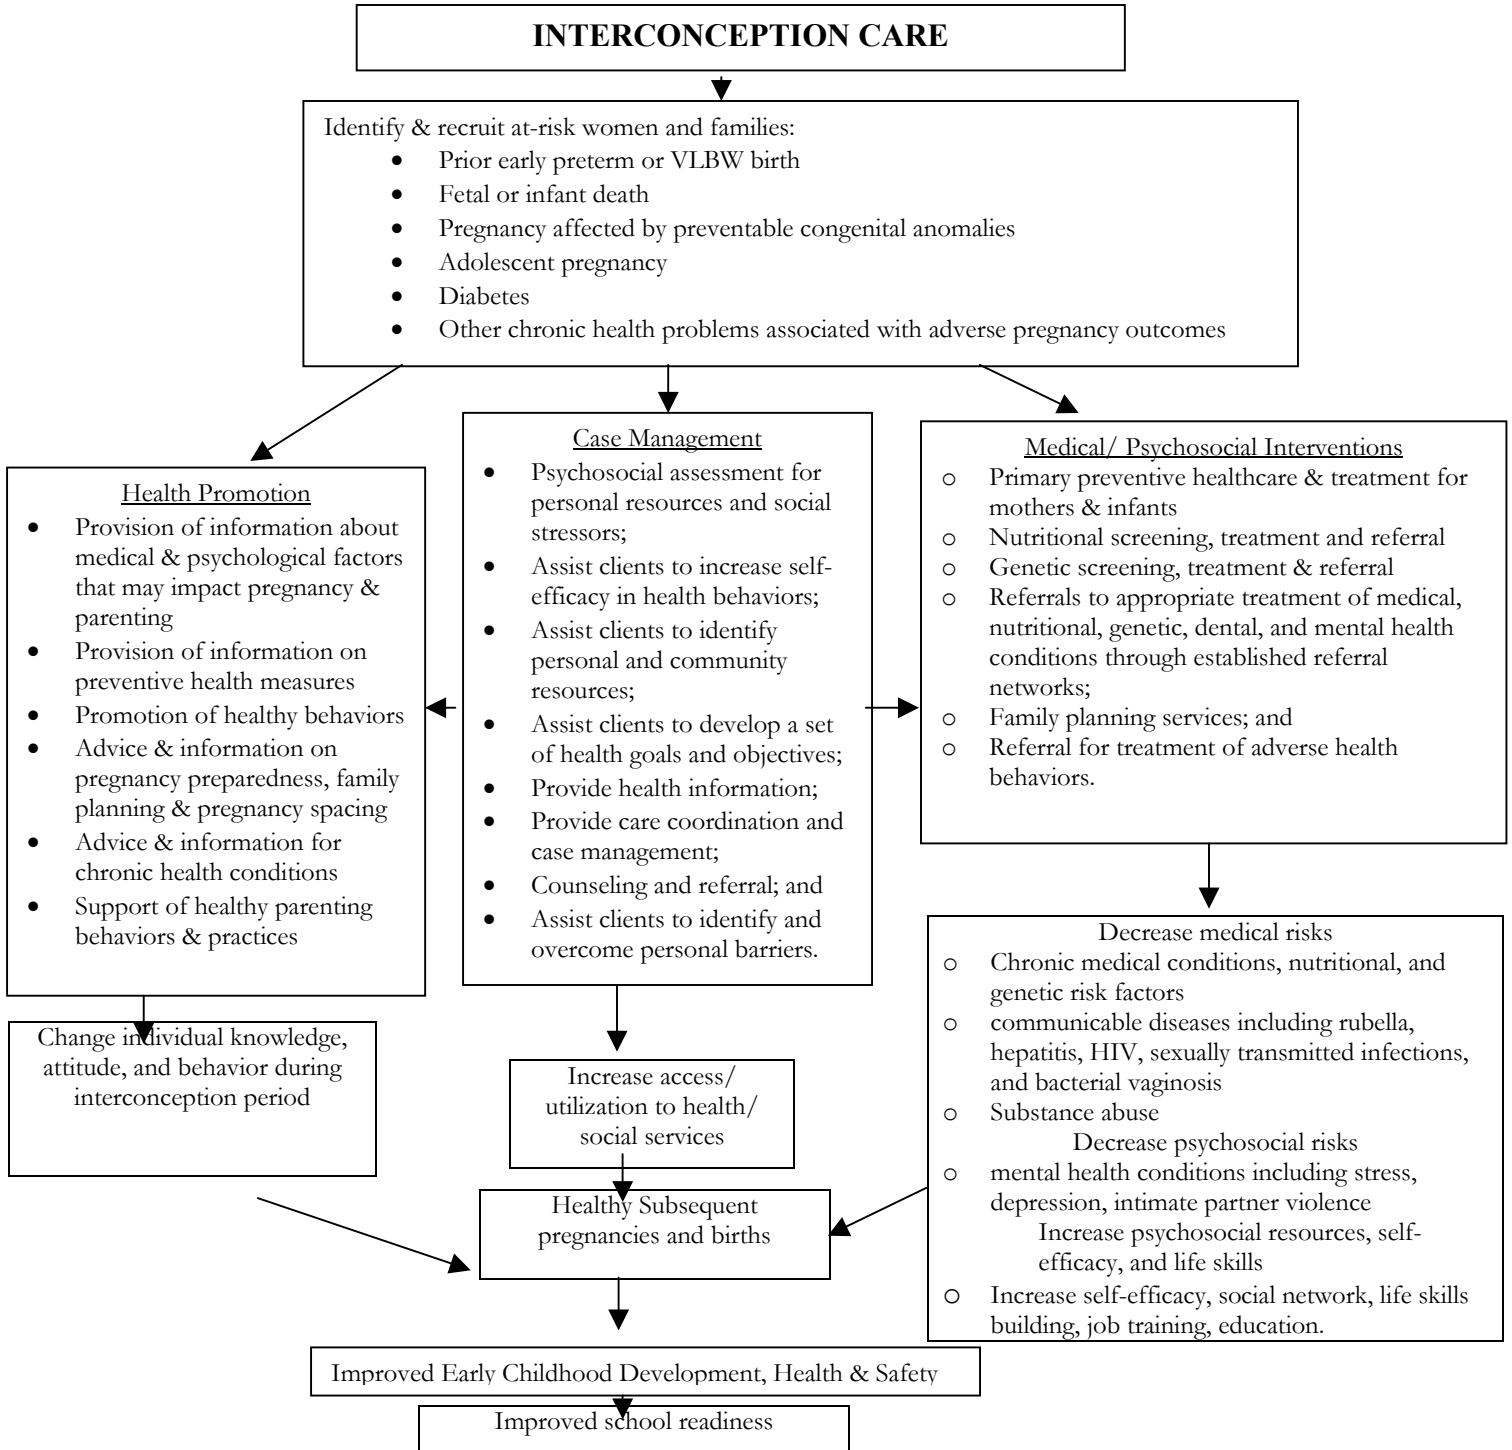 INTERCONCEPTION CARE
Identify & recruit at-risk women and families:
• Prior early preterm or VLBW birth
• Fetal or infant death
• Pregnancy affected by preventable congenital anomalies
• Adolescent pregnancy
• Diabetes
• Other chronic health problems associated with adverse pregnancy outcomes
Health Promotion
• Provision of information about
medical & psychological factors
that may impact pregnancy &
parenting
• Provision of information on
preventive health measures
• Promotion of healthy behaviors
• Advice & information on
pregnancy preparedness, family
planning & pregnancy spacing
• Advice & information for
chronic health conditions
• Support of healthy parenting
behaviors & practices
Case Management
• Psychosocial assessment for
personal resources and social
stressors;
• Assist clients to increase self-
efficacy in health behaviors;
• Assist clients to identify
personal and community
resources;
• Assist clients to develop a set
of health goals and objectives;
• Provide health information;
• Provide care coordination and
case management;
• Counseling and referral; and
• Assist clients to identify and
overcome personal barriers.
Medical/ Psychosocial Interventions
o Primary preventive healthcare & treatment for
mothers & infants
o Nutritional screening, treatment and referral
o Genetic screening, treatment & referral
o Referrals to appropriate treatment of medical,
nutritional, genetic, dental, and mental health
conditions through established referral
networks;
o Family planning services; and
o Referral for treatment of adverse health
behaviors.
Change individual knowledge,
attitude, and behavior during
interconception period
Increase access/
utilization to health/
social services
Decrease medical risks
o Chronic medical conditions, nutritional, and
genetic risk factors
o communicable diseases including rubella,
hepatitis, HIV, sexually transmitted infections,
and bacterial vaginosis
o Substance abuse
Decrease psychosocial risks
o mental health conditions including stress,
depression, intimate partner violence
Increase psychosocial resources, self-
efficacy, and life skills
o Increase self-efficacy, social network, life skills
building, job training, education.
Healthy Subsequent
pregnancies and births
Improved Early Childhood Development, Health & Safety
Improved school readiness